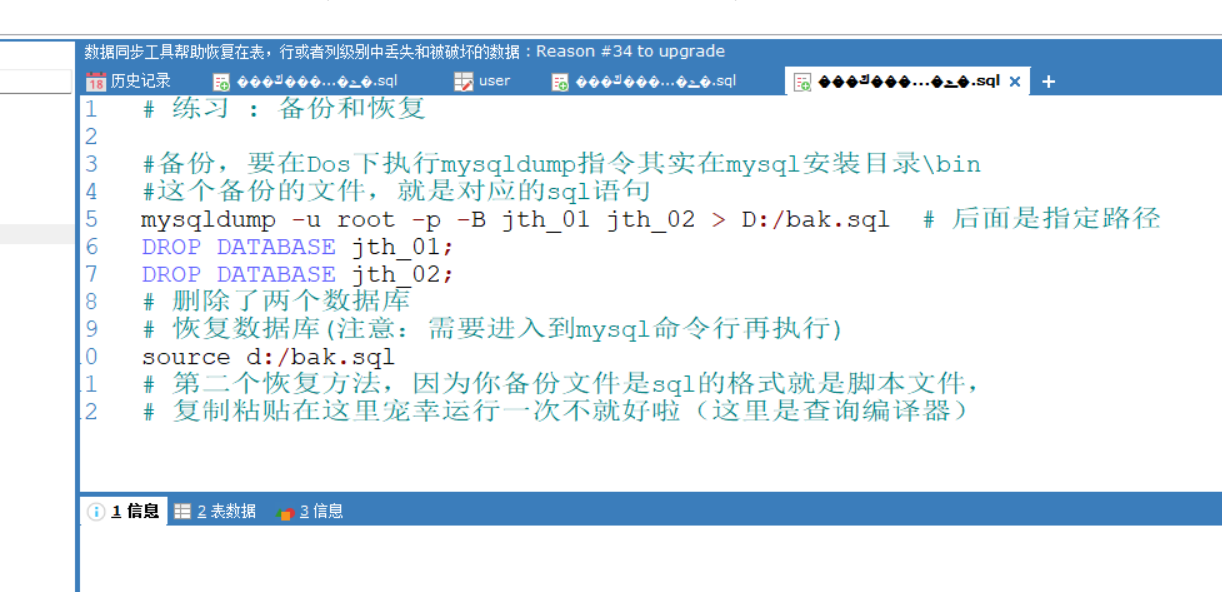 数据同步工具帮助恢复在表，行或者列级别中丢失和被破坏的数据：Reason #34 to upgrade
18 历史记录 .sql user .sql .sql × +
1 # 练习 : 备份和恢复
2
3 #备份，要在Dos下执行mysqldump指令其实在mysql安装目录\bin
4 #这个备份的文件，就是对应的sql语句
5 mysqldump -u root -p -B jth_01 jth_02 > D:/bak.sql # 后面是指定路径
6 DROP DATABASE jth_01;
7 DROP DATABASE jth_02;
8 # 删除了两个数据库
9 # 恢复数据库(注意：需要进入到mysql命令行再执行)
0 source d:/bak.sql
1 # 第二个恢复方法，因为你备份文件是sql的格式就是脚本文件，
2 # 复制粘贴在这里宠幸运行一次不就好啦（这里是查询编译器）
1 信息 2 表数据 3 信息